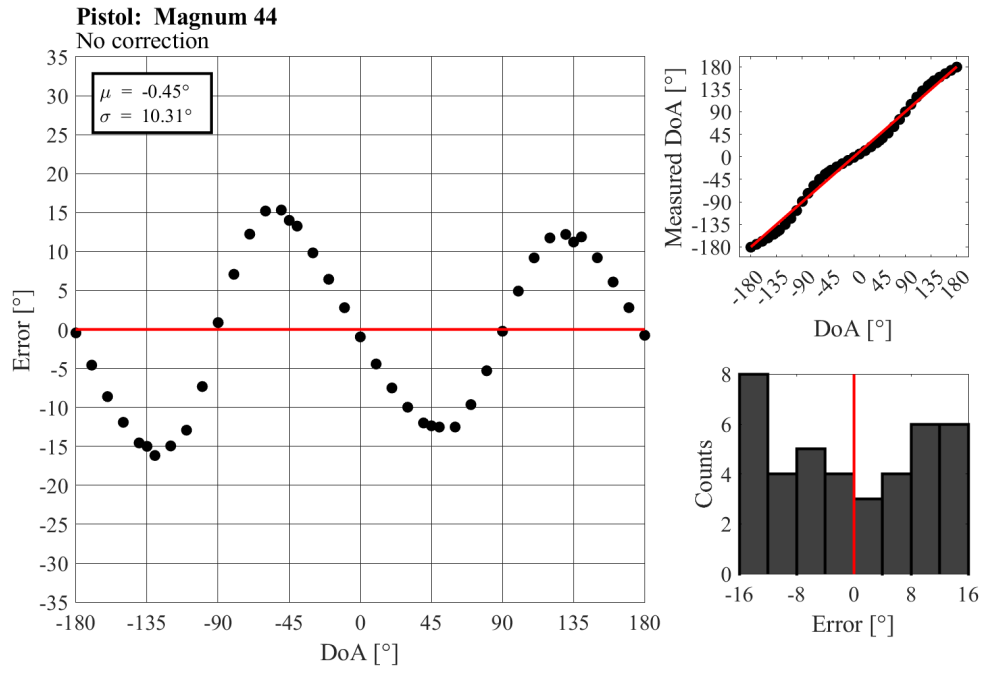 Pistol: Magnum 44
No correction
35
30
25
20
15
10
5
0
-5
-10
-15
-20
-25
-30
-35
μ = -0.45°
σ = 10.31°
-180 -135 -90 -45 0 45 90 135 180
DoA [°]
Error [°]
180
135
90
45
0
-45
-90
-135
-180
Measured DoA [°]
-180 -135 -90 -45 0 45 90 135 180
DoA [°]
8
6
4
2
0
Counts
-16 -8 0 8 16
Error [°]